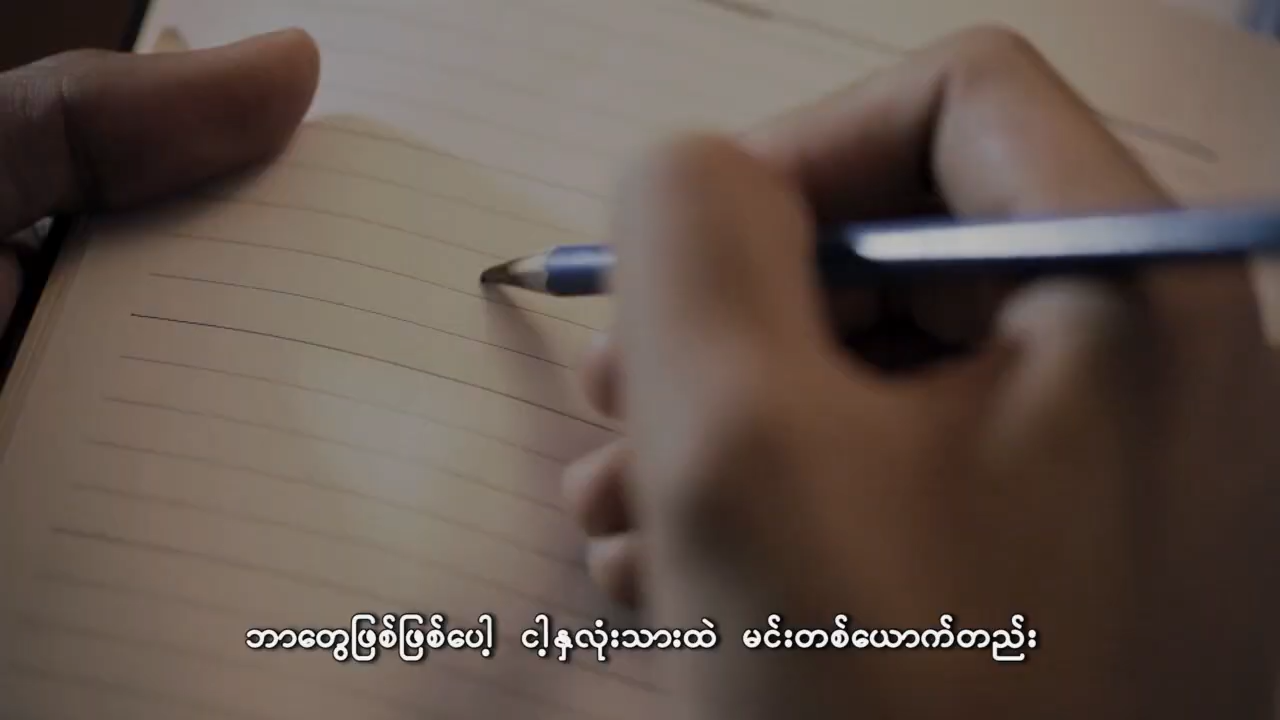 ဘာတွေဖြစ်ဖြစ်ပေါ့ ငါ့နှလုံးသားထဲ မင်းတစ်ယောက်တည်း